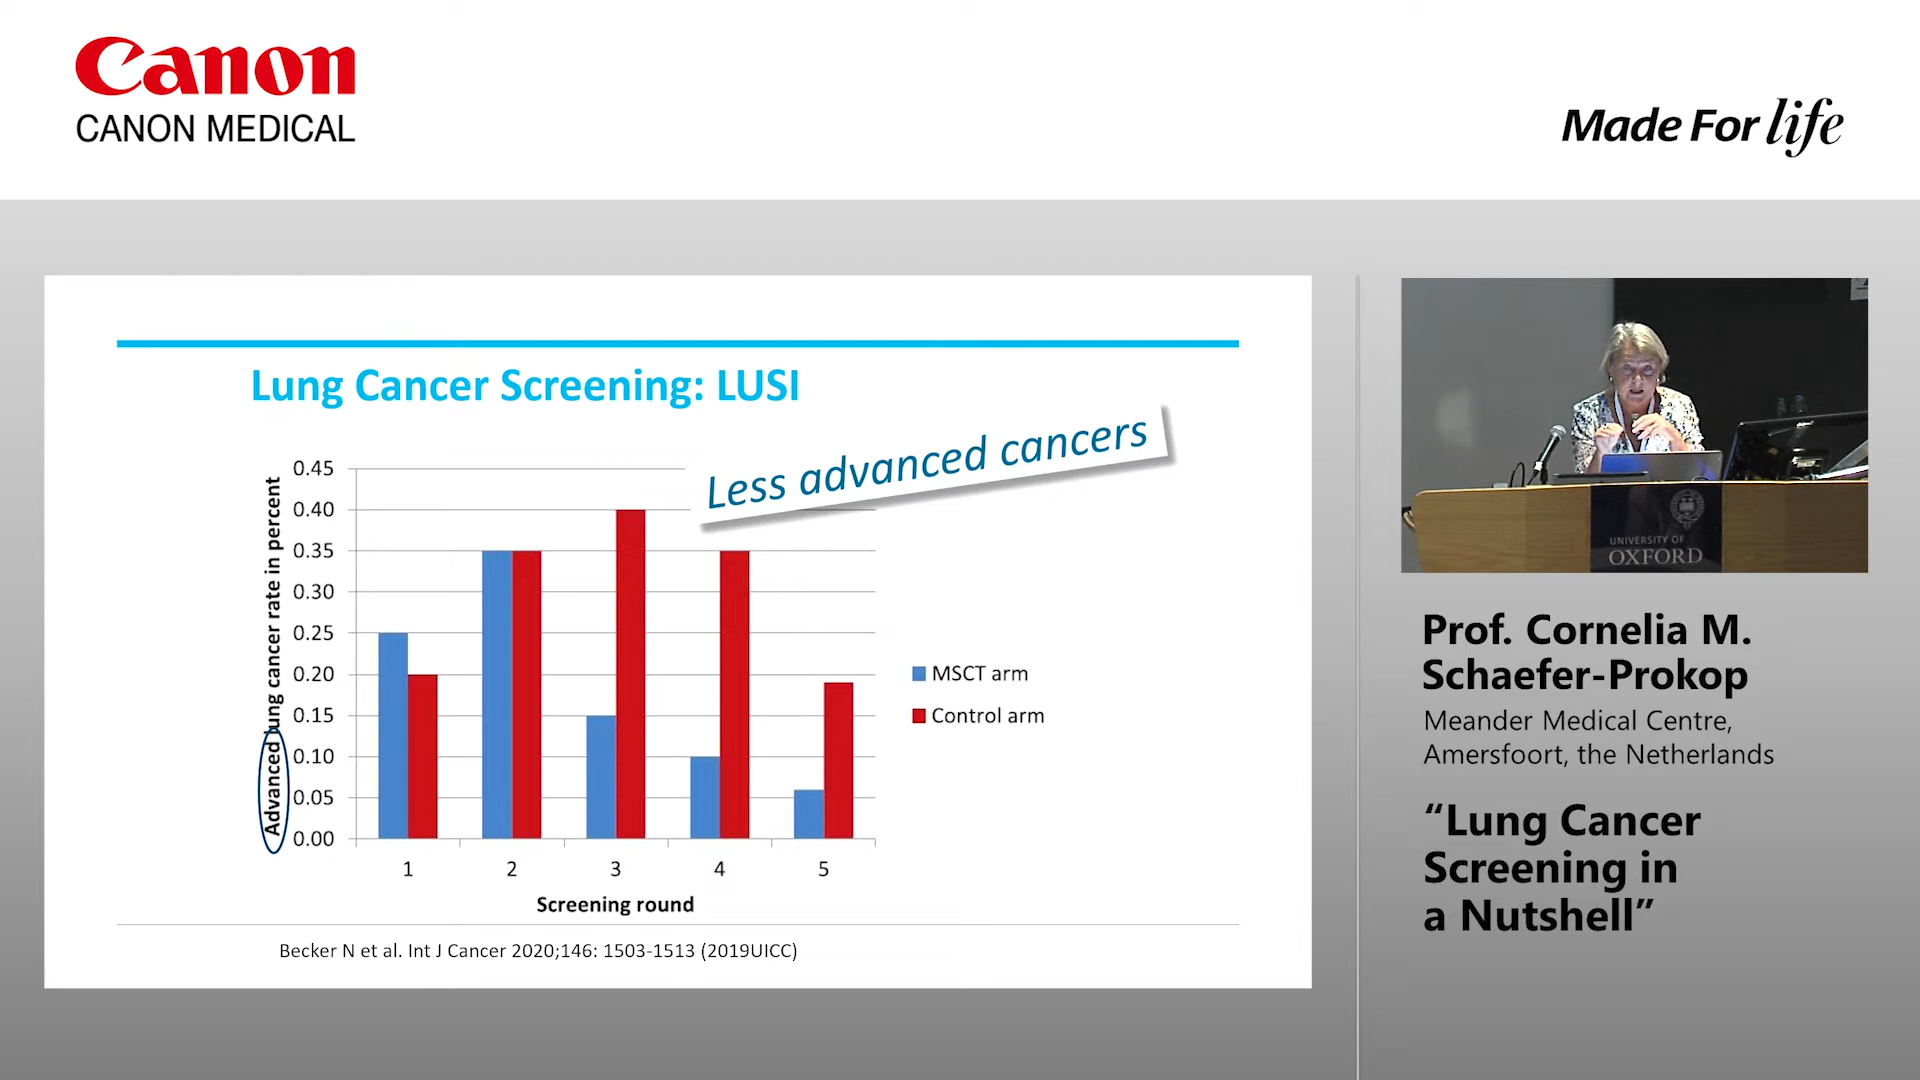 Canon
CANON MEDICAL
Made For life
Lung Cancer Screening: LUSI
Less advanced cancers
Advanced lung cancer rate in percent
0.45
0.40
0.35
0.30
0.25
0.20
0.15
0.10
0.05
0.00
1 2 3 4 5
Screening round
MSCT arm
Control arm
Becker N et al. Int J Cancer 2020;146: 1503-1513 (2019UICC)
UNIVERSITY OF
OXFORD
Prof. Cornelia M.
Schaefer-Prokop
Meander Medical Centre,
Amersfoort, the Netherlands
“Lung Cancer
Screening in
a Nutshell”